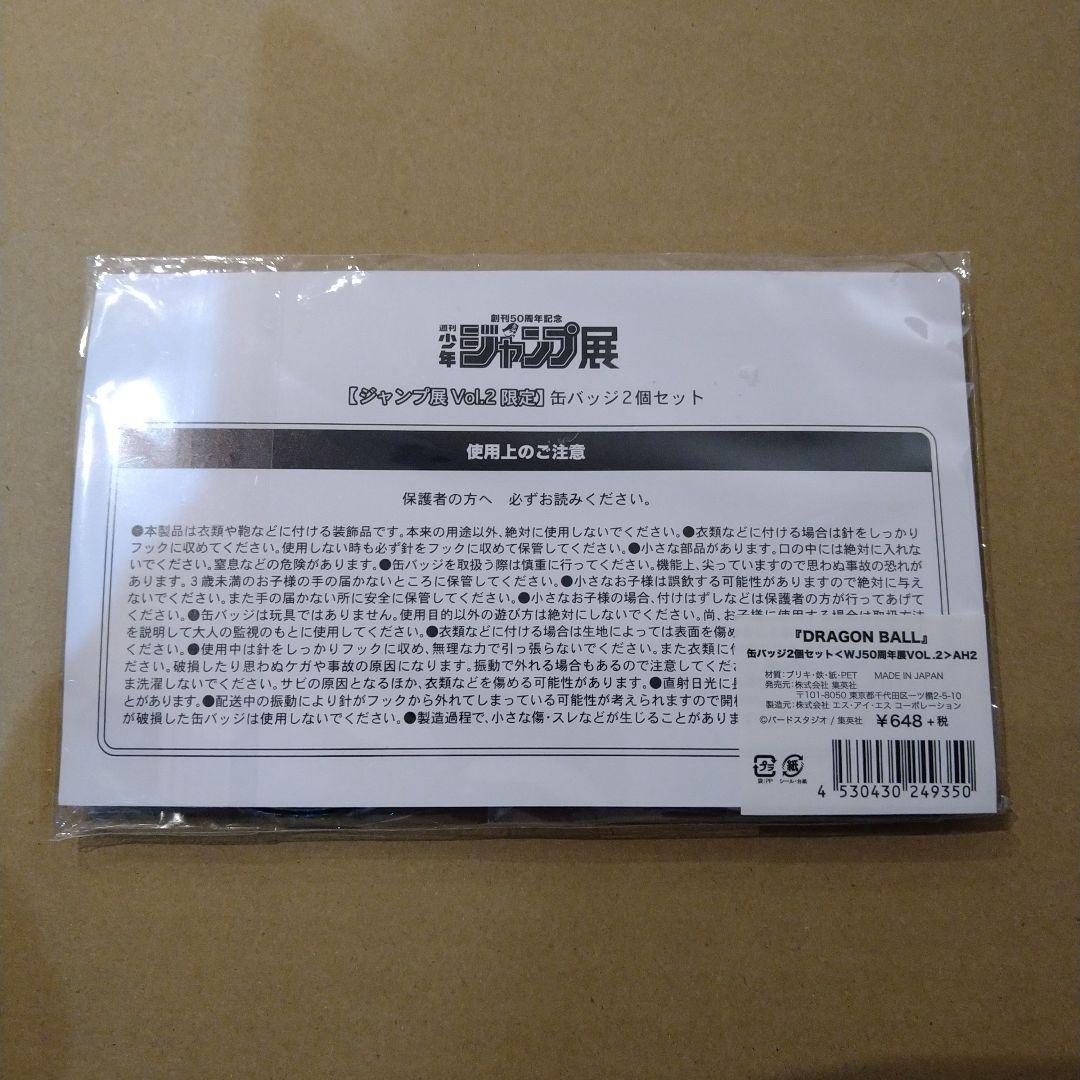 創刊50周年記念
週刊少年ジャンプ展
【ジャンプ展 Vol.2 限定】缶バッジ2個セット
使用上のご注意
保護者の方へ 必ずお読みください。
●本製品は衣類や鞄などに付ける装飾品です。本来の用途以外、絶対に使用しないでください。●衣類などに付ける場合は針をしっかり
フックに収めてください。使用しない時も必ず針をフックに収めて保管してください。●小さな部品があります。口の中には絶対に入れな
いでください。窒息などの危険があります。●缶バッジを取扱う際は慎重に行ってください。機能上、尖っていますので思わぬ事故の恐れが
あります。3歳未満のお子様の手の届かないところに保管してください。●小さなお子様は誤飲する可能性がありますので絶対に与え
ないでください。また手の届かない所に安全に保管してください。●小さなお子様の場合、付けはずしなどは保護者の方が行ってあげて
ください。●缶バッジは玩具ではありません。使用目的以外の遊び方は絶対にしないでください。尚、お子様に使用する場合は取扱方法
を説明して大人の監視のもとに使用してください。●衣類などに付ける場合は生地によっては表面を傷め
ください。●使用中は針をしっかりフックに収め、無理な力で引っ張らないでください。また衣類に付
い。破損したり思わぬケガや事故の原因になります。振動で外れる場合もあるので注意してくださ
ま洗濯しないでください。サビの原因となるほか、衣類などを傷める可能性があります。●直射日光に長
とがあります。●配送中の振動により針がフックから外れてしまっている可能性が考えられますので開梱
が破損した缶バッジは使用しないでください。●製造過程で、小さな傷・スレなどが生じることがありま
『DRAGON BALL』
缶バッジ2個セット<WJ50周年展VOL.2>AH2
材質:ブリキ・鉄・紙・PET MADE IN JAPAN
発売元:株式会社 集英社
〒101-8050 東京都千代田区一ツ橋2-5-10
製造元:株式会社 エス・アイ・エス コーポレーション
©バードスタジオ / 集英社 ¥648 +税
プラ
袋:PP
紙
シール・台紙
4 530430 249350